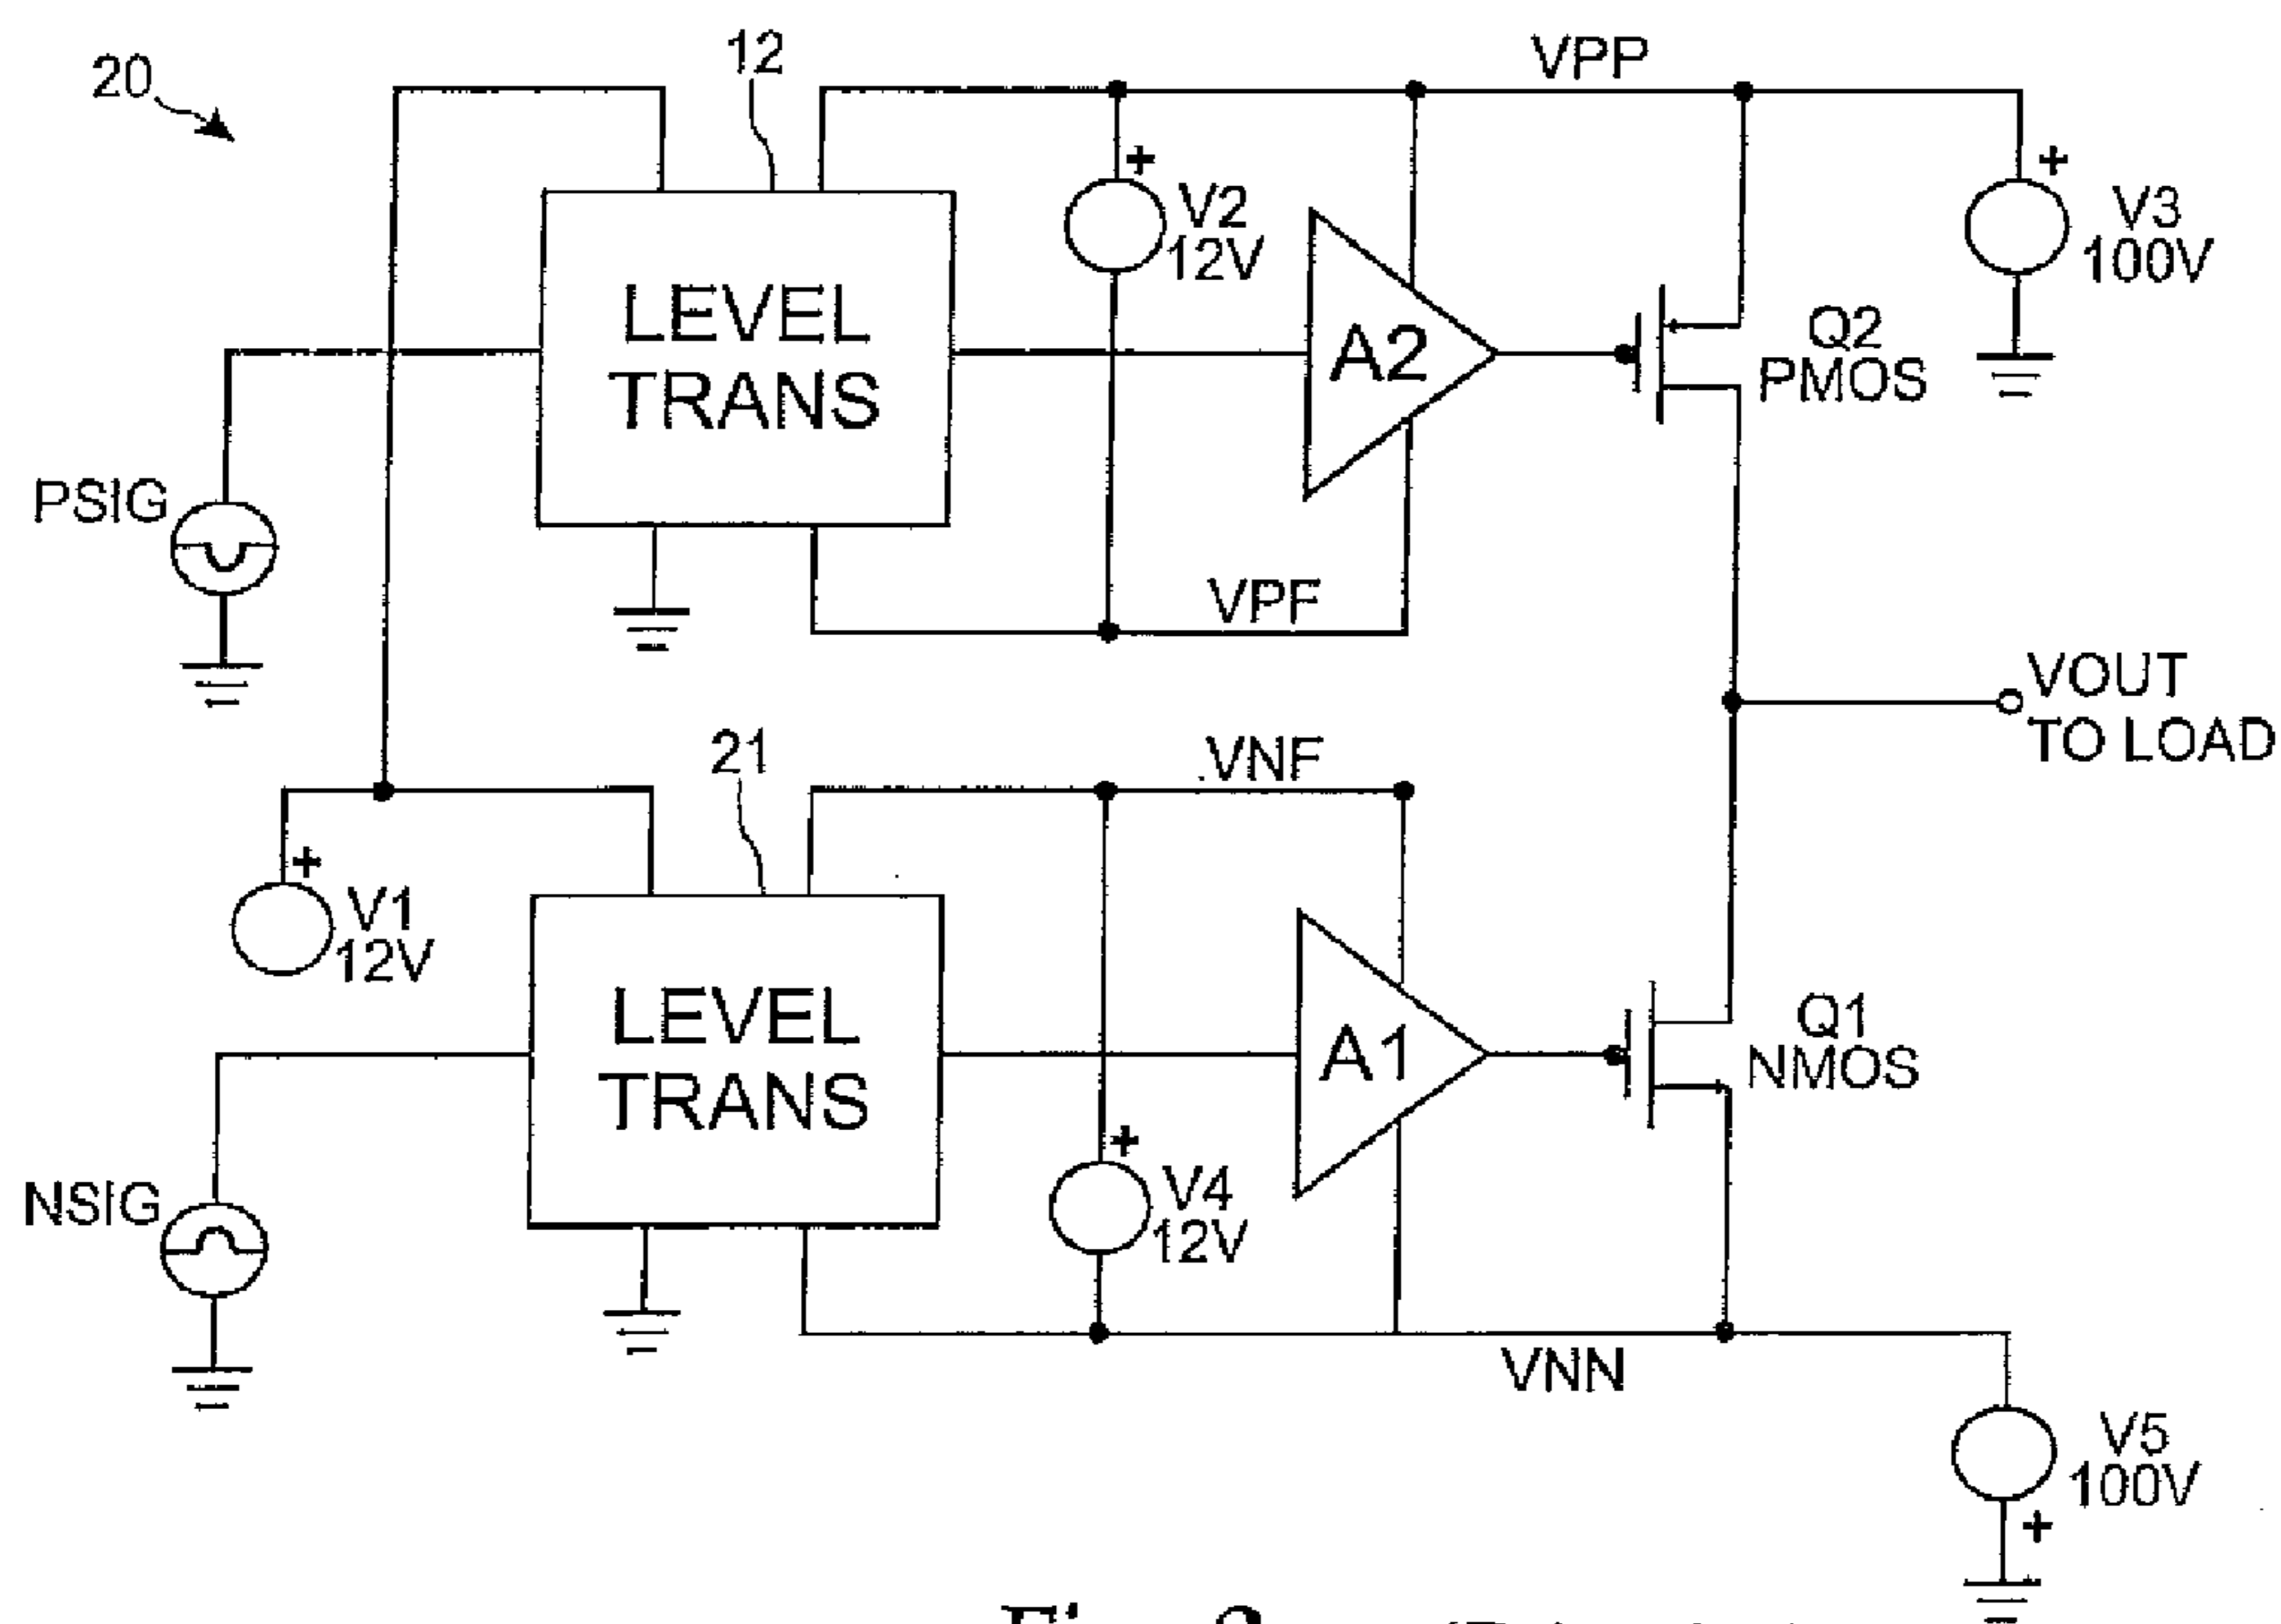 20
12
VPP
V2
12V
V3
100V
LEVEL
TRANS
A2
Q2
PMOS
PSIG
VPF
VOUT
TO LOAD
21
VNF
V1
12V
LEVEL
TRANS
A1
Q1
NMOS
NSIG
V4
12V
VNN
V5
100V